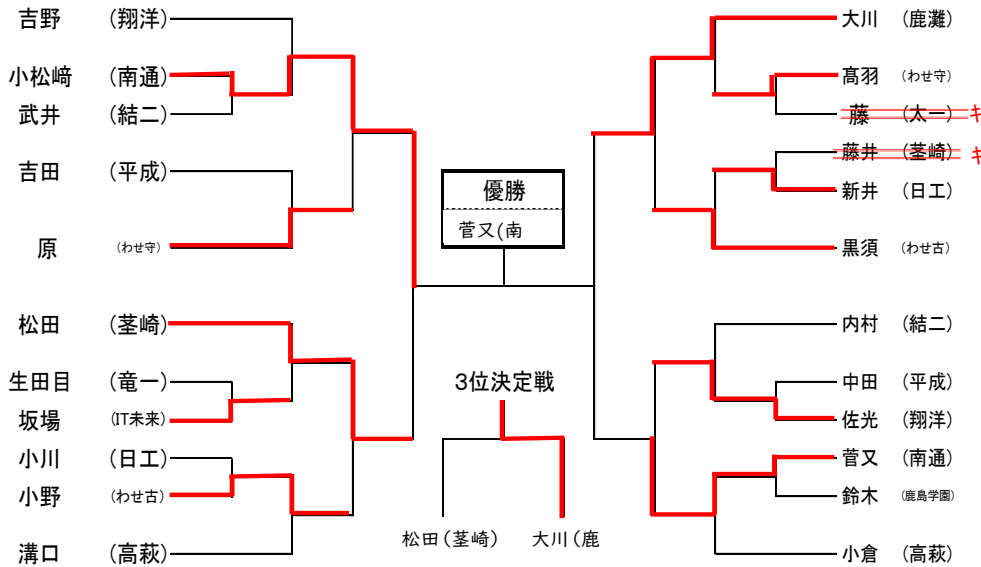 吉野 (翔洋)
小松﨑 (南通)
武井 (結二)
吉田 (平成)
原 (わせ守)
松田 (茎崎)
生田目 (竜一)
坂場 (IT未来)
小川 (日工)
小野 (わせ古)
溝口 (高萩)
優勝
菅又(南
3位決定戦
松田(茎崎) 大川(鹿
大川 (鹿灘)
髙羽 (わせ守)
藤 (太一) キ
藤井 (茎崎) キ
新井 (日工)
黒須 (わせ古)
内村 (結二)
中田 (平成)
佐光 (翔洋)
菅又 (南通)
鈴木 (鹿島学園)
小倉 (高萩)